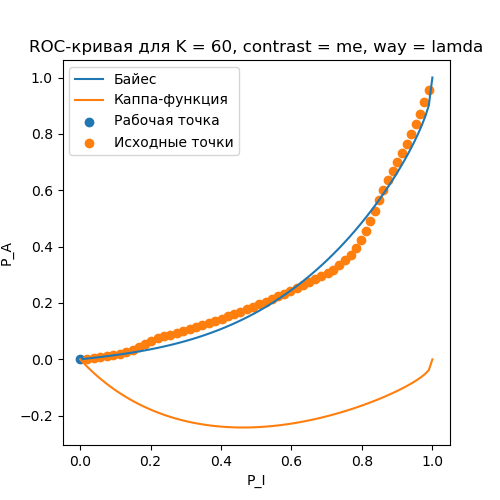 ROC-кривая для K = 60, contrast = me, way = lamda
Байес
Каппа-функция
Рабочая точка
Исходные точки
1.0
0.8
0.6
0.4
0.2
0.0
−0.2
P_A
0.0 0.2 0.4 0.6 0.8 1.0
P_I